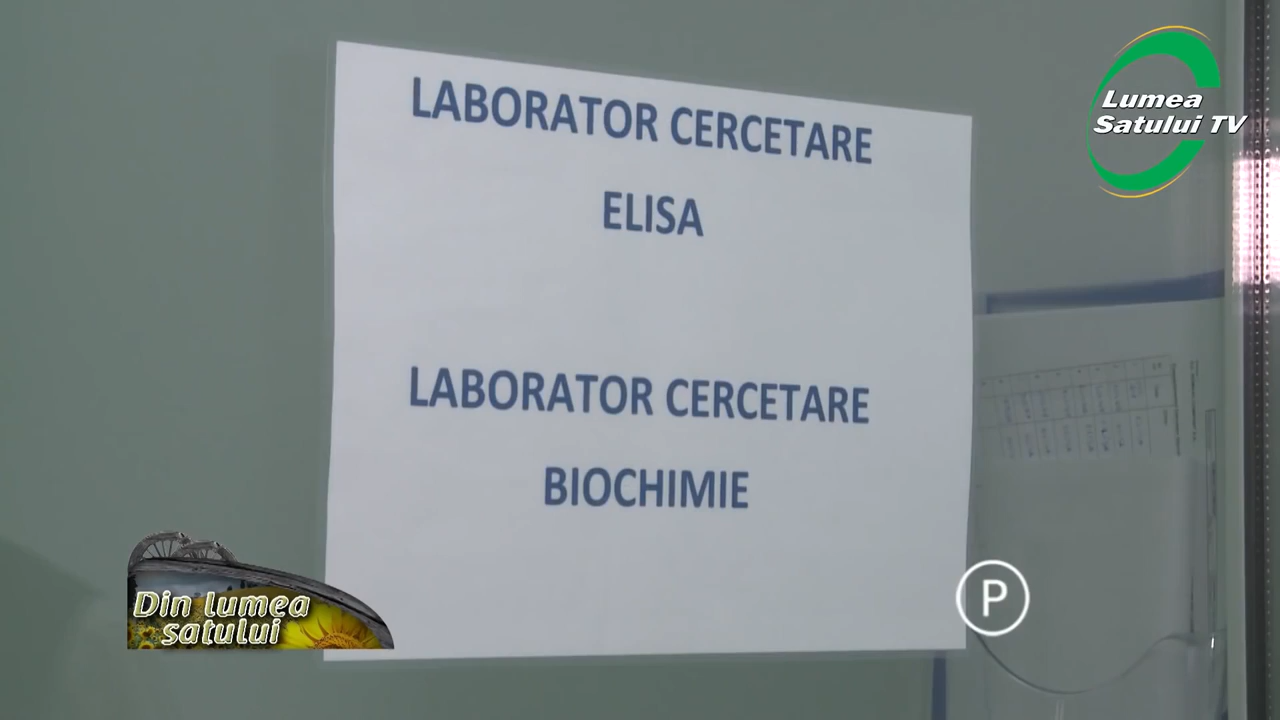 LABORATOR CERCETARE
ELISA
LABORATOR CERCETARE
BIOCHIMIE
Lumea
Satului TV
Din lumea
satului
P